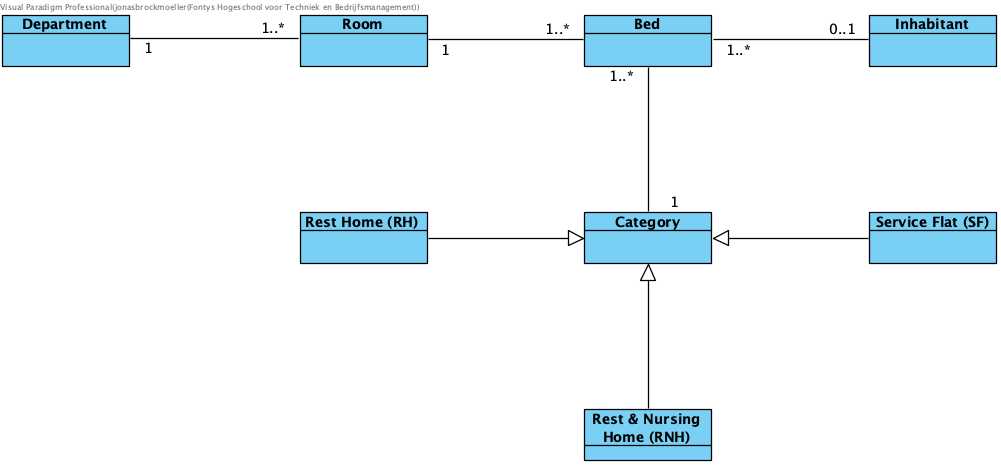 Visual Paradigm Professional(jonasbrockmoeller(Fontys Hogeschool voor Techniek en Bedrijfsmanagement))
Department
1
1..*
Room
1
1..*
Bed
1..*
0..1
Inhabitant
1..*
1
Rest Home (RH)
Category
Service Flat (SF)
Rest & Nursing
Home (RNH)